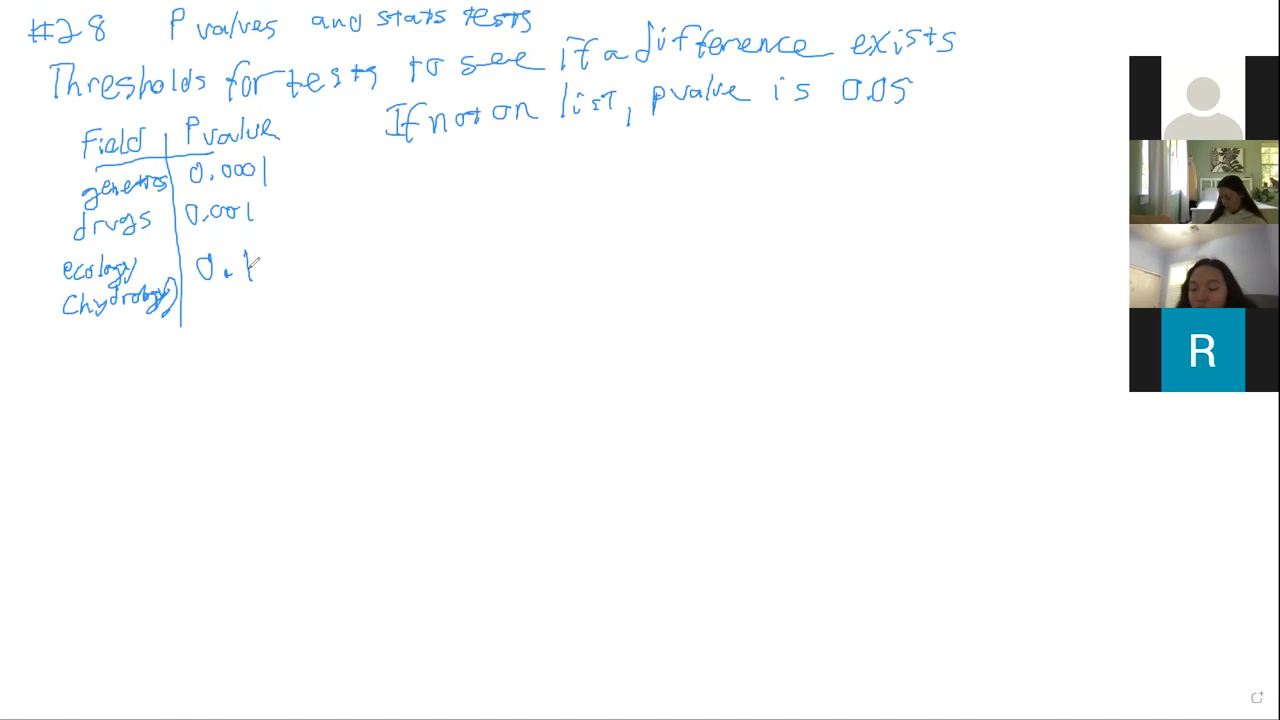 #28 P values and stats tests
Thresholds for tests to see if a difference exists
If not on list, pvalue is 0.05
Field Pvalue
genetics 0.0001
drugs 0.001
ecology 0.1
(hydrology)
R